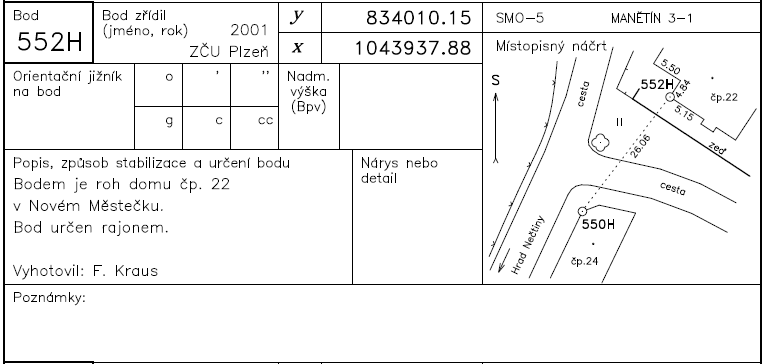 Bod
552H
Bod zřídil
(jméno, rok) 2001
ZČU Plzeň
y 834010.15
x 1043937.88
SMO-5 MANĚTÍN 3-1
Orientační jižník
na bod
o ' ''
g c cc
Nadm.
výška
(Bpv)
Místopisný náčrt
S
cesta
5.50
552H
4.84
čp.22
5.15
II
zeď
26.06
cesta
550H
Hrad Nečtiny
čp.24
Popis, způsob stabilizace a určení bodu
Bodem je roh domu čp. 22
v Novém Městečku.
Bod určen rajonem.
Vyhotovil: F. Kraus
Nárys nebo
detail
Poznámky: